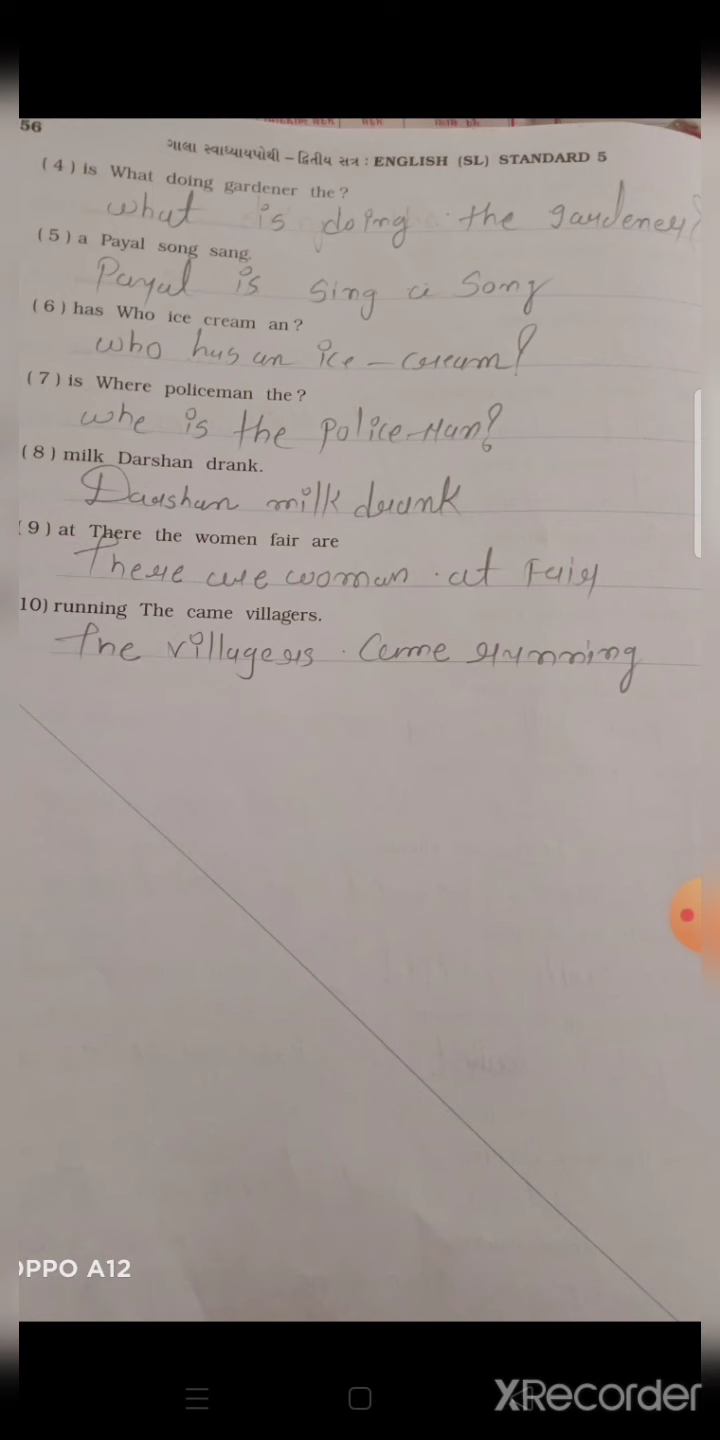 56
ગાલા સ્વાધ્યાયપોથી – દ્વિતીય સત્ર : ENGLISH (SL) STANDARD 5
(4) is What doing gardener the?
what is doing the gardener?
(5) a Payal song sang.
Payal is sing a Song
(6) has Who ice cream an?
who has an ice-cream?
(7) is Where policeman the?
whe is the police-Man?
(8) milk Darshan drank.
Darshan milk drank
(9) at There the women fair are
There are woman at Fair
10) running The came villagers.
The villagers came running
OPPO A12
XRecorder